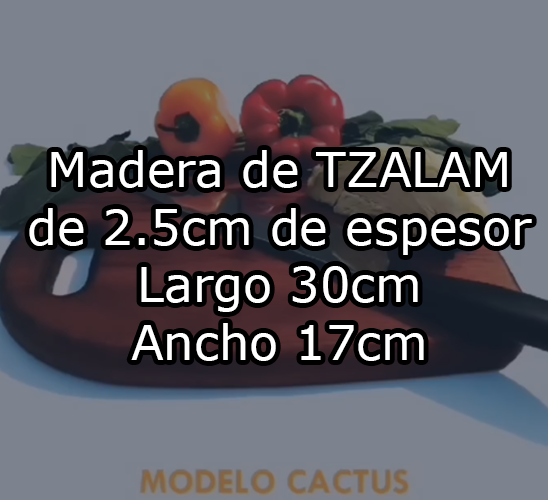 Madera de TZALAM
de 2.5cm de espesor
Largo 30cm
Ancho 17cm
MODELO CACTUS